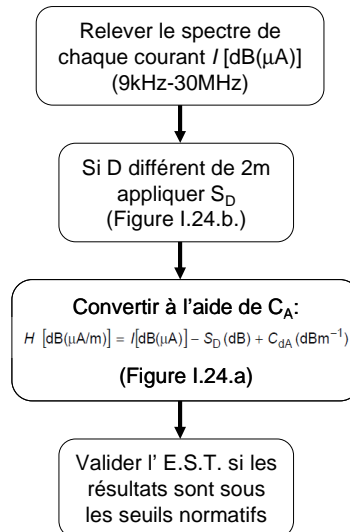 Relever le spectre de
chaque courant I [dB(µA)]
(9kHz-30MHz)
Si D différent de 2m
appliquer S_D
(Figure I.24.b.)
Convertir à l'aide de C_A:
H [dB(µA/m)] = I[dB(µA)] − S_D (dB) + C_dA (dBm⁻¹)
(Figure I.24.a)
Valider l' E.S.T. si les
résultats sont sous
les seuils normatifs